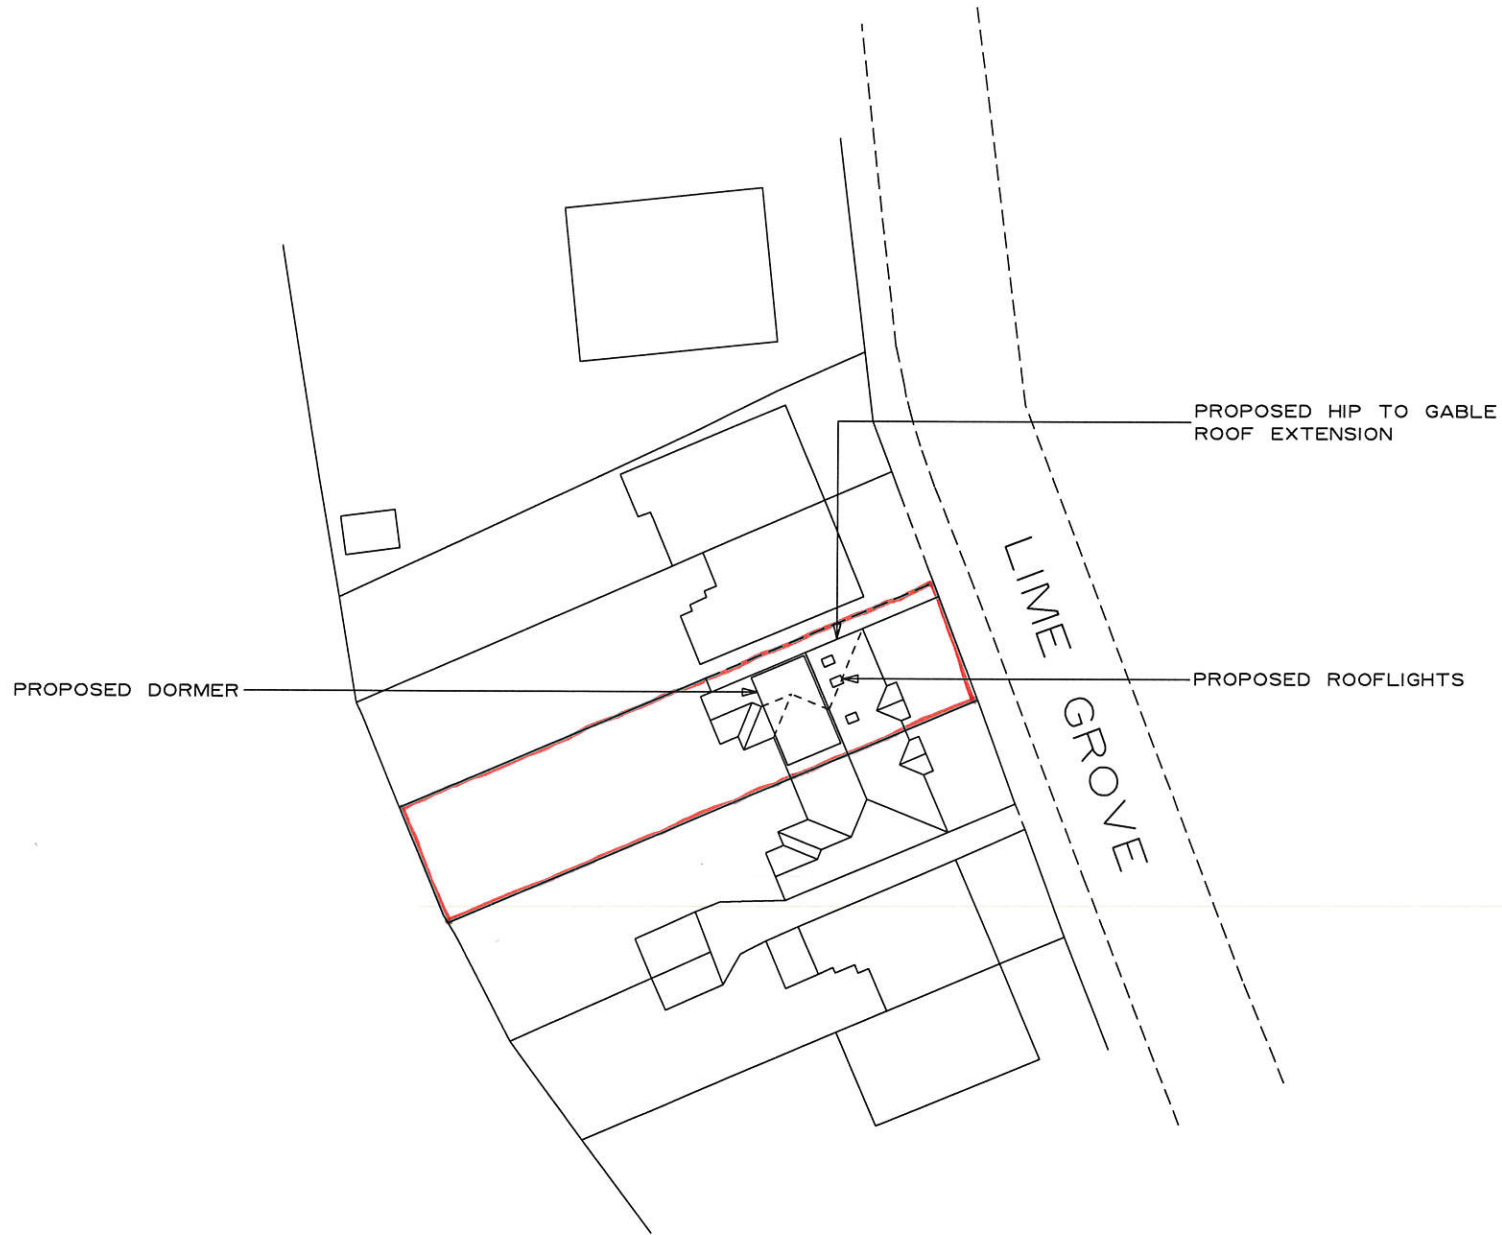 PROPOSED HIP TO GABLE
ROOF EXTENSION
LIME GROVE
PROPOSED ROOFLIGHTS
PROPOSED DORMER